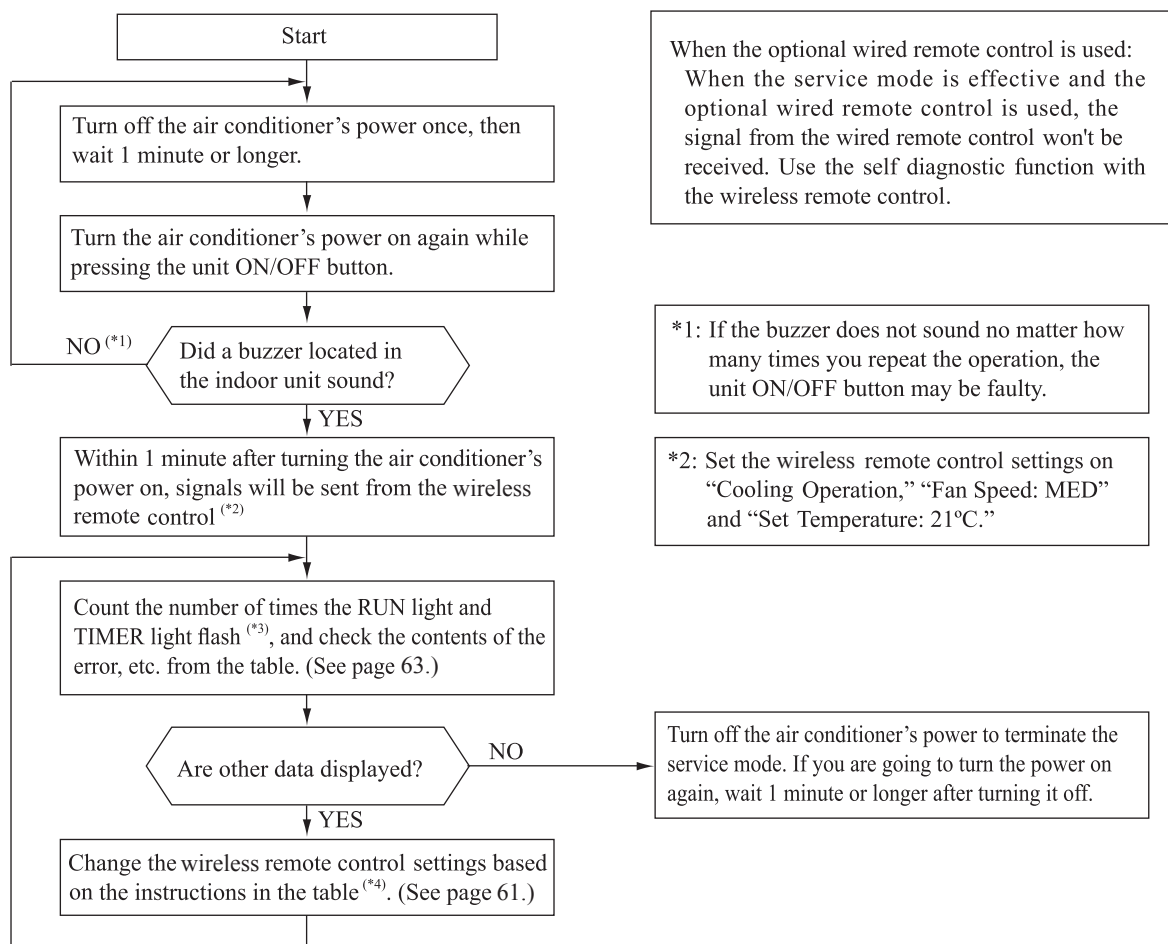 Start
Turn off the air conditioner’s power once, then
wait 1 minute or longer.
Turn the air conditioner’s power on again while
pressing the unit ON/OFF button.
NO (*1)
Did a buzzer located in
the indoor unit sound?
YES
Within 1 minute after turning the air conditioner’s
power on, signals will be sent from the wireless
remote control (*2)
Count the number of times the RUN light and
TIMER light flash (*3), and check the contents of the
error, etc. from the table. (See page 63.)
Are other data displayed?
NO
YES
Change the wireless remote control settings based
on the instructions in the table (*4). (See page 61.)
When the optional wired remote control is used:
When the service mode is effective and the
optional wired remote control is used, the
signal from the wired remote control won't be
received. Use the self diagnostic function with
the wireless remote control.
*1: If the buzzer does not sound no matter how
many times you repeat the operation, the
unit ON/OFF button may be faulty.
*2: Set the wireless remote control settings on
“Cooling Operation,” “Fan Speed: MED”
and “Set Temperature: 21ºC.”
Turn off the air conditioner’s power to terminate the
service mode. If you are going to turn the power on
again, wait 1 minute or longer after turning it off.